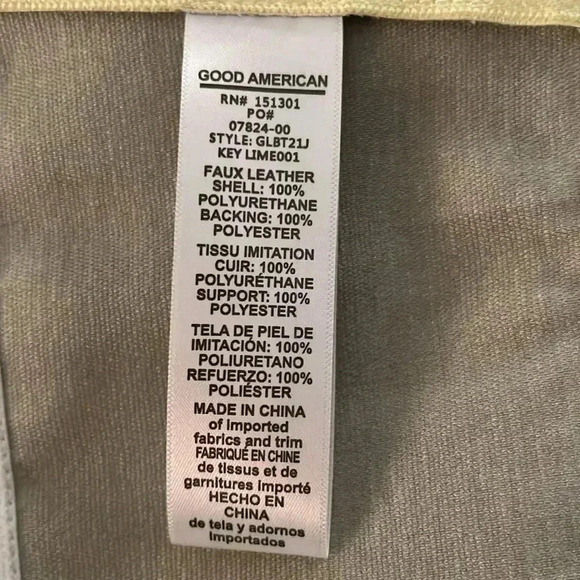 GOOD AMERICAN
RN# 151301
PO#
07824-00
STYLE: GLBT21J
KEY LIME001
FAUX LEATHER
SHELL: 100%
POLYURETHANE
BACKING: 100%
POLYESTER
TISSU IMITATION
CUIR: 100%
POLYURÉTHANE
SUPPORT: 100%
POLYESTER
TELA DE PIEL DE
IMITACIÓN: 100%
POLIURETANO
REFUERZO: 100%
POLIÉSTER
MADE IN CHINA
of imported
fabrics and trim
FABRIQUÉ EN CHINE
de tissus et de
garnitures importé
HECHO EN
CHINA
de tela y adornos
importados